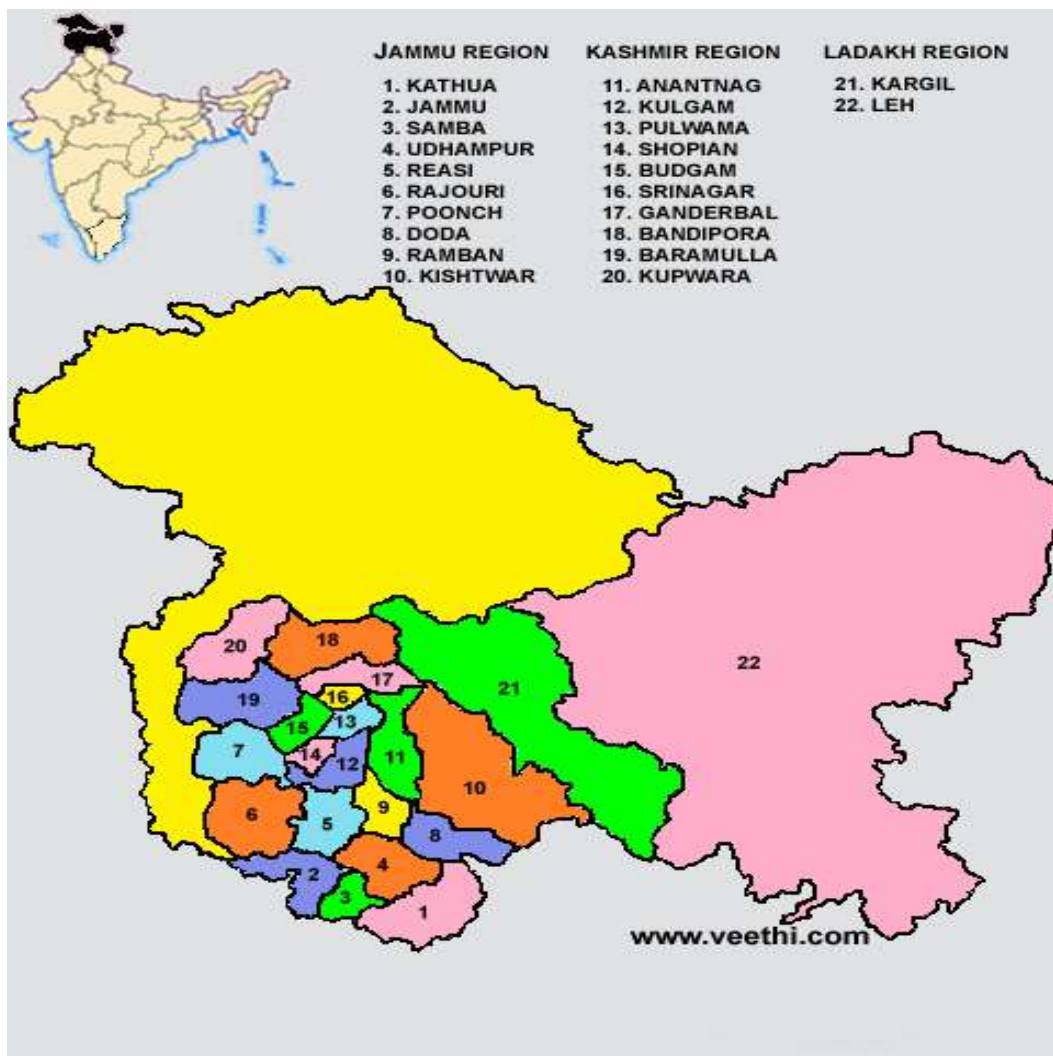 JAMMU REGION
1. KATHUA
2. JAMMU
3. SAMBA
4. UDHAMPUR
5. REASI
6. RAJOURI
7. POONCH
8. DODA
9. RAMBAN
10. KISHTWAR
KASHMIR REGION
11. ANANTNAG
12. KULGAM
13. PULWAMA
14. SHOPIAN
15. BUDGAM
16. SRINAGAR
17. GANDERBAL
18. BANDIPORA
19. BARAMULLA
20. KUPWARA
LADAKH REGION
21. KARGIL
22. LEH
20
18
17
22
21
19
16
15
13
7
14
12
11
10
6
5
9
8
4
2
3
1
www.veethi.com